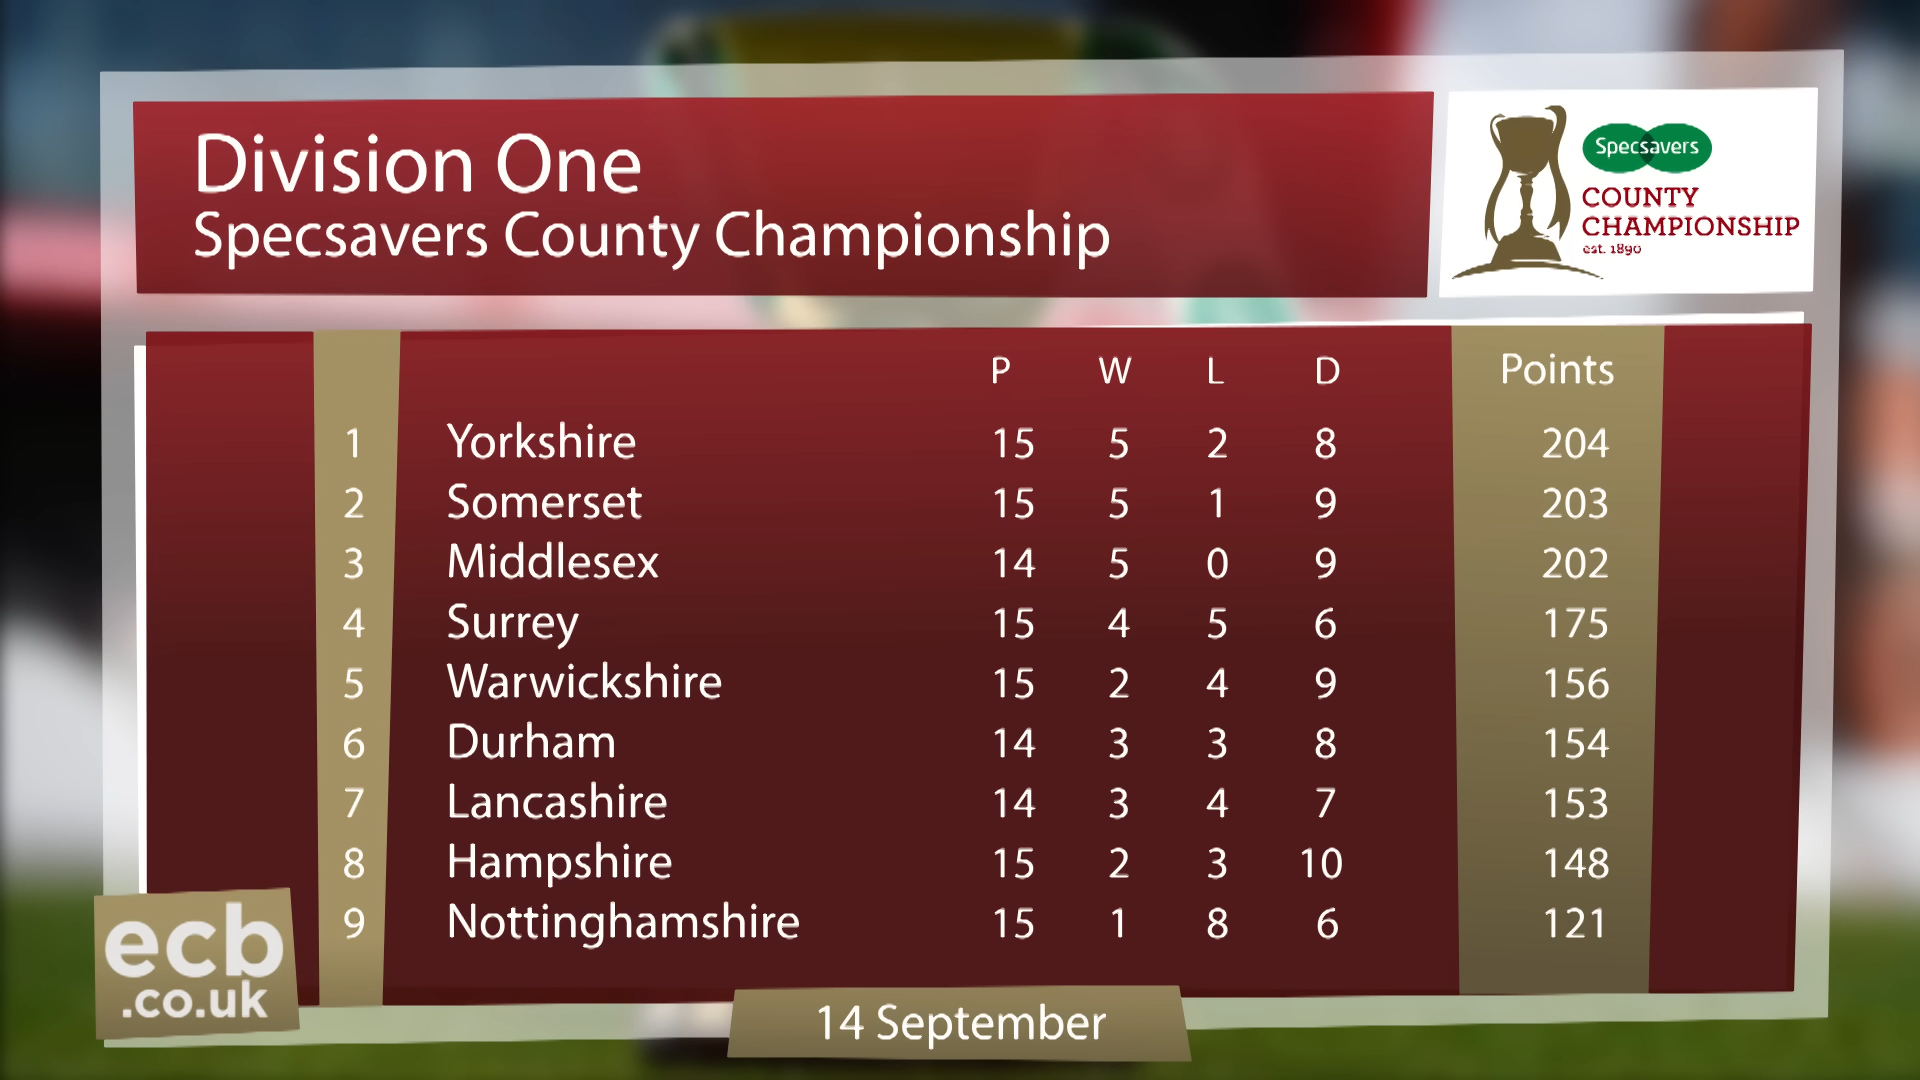 Division One
Specsavers County Championship
Specsavers
COUNTY
CHAMPIONSHIP
est. 1890
P W L D Points
1 Yorkshire 15 5 2 8 204
2 Somerset 15 5 1 9 203
3 Middlesex 14 5 0 9 202
4 Surrey 15 4 5 6 175
5 Warwickshire 15 2 4 9 156
6 Durham 14 3 3 8 154
7 Lancashire 14 3 4 7 153
8 Hampshire 15 2 3 10 148
9 Nottinghamshire 15 1 8 6 121
ecb
.co.uk
14 September